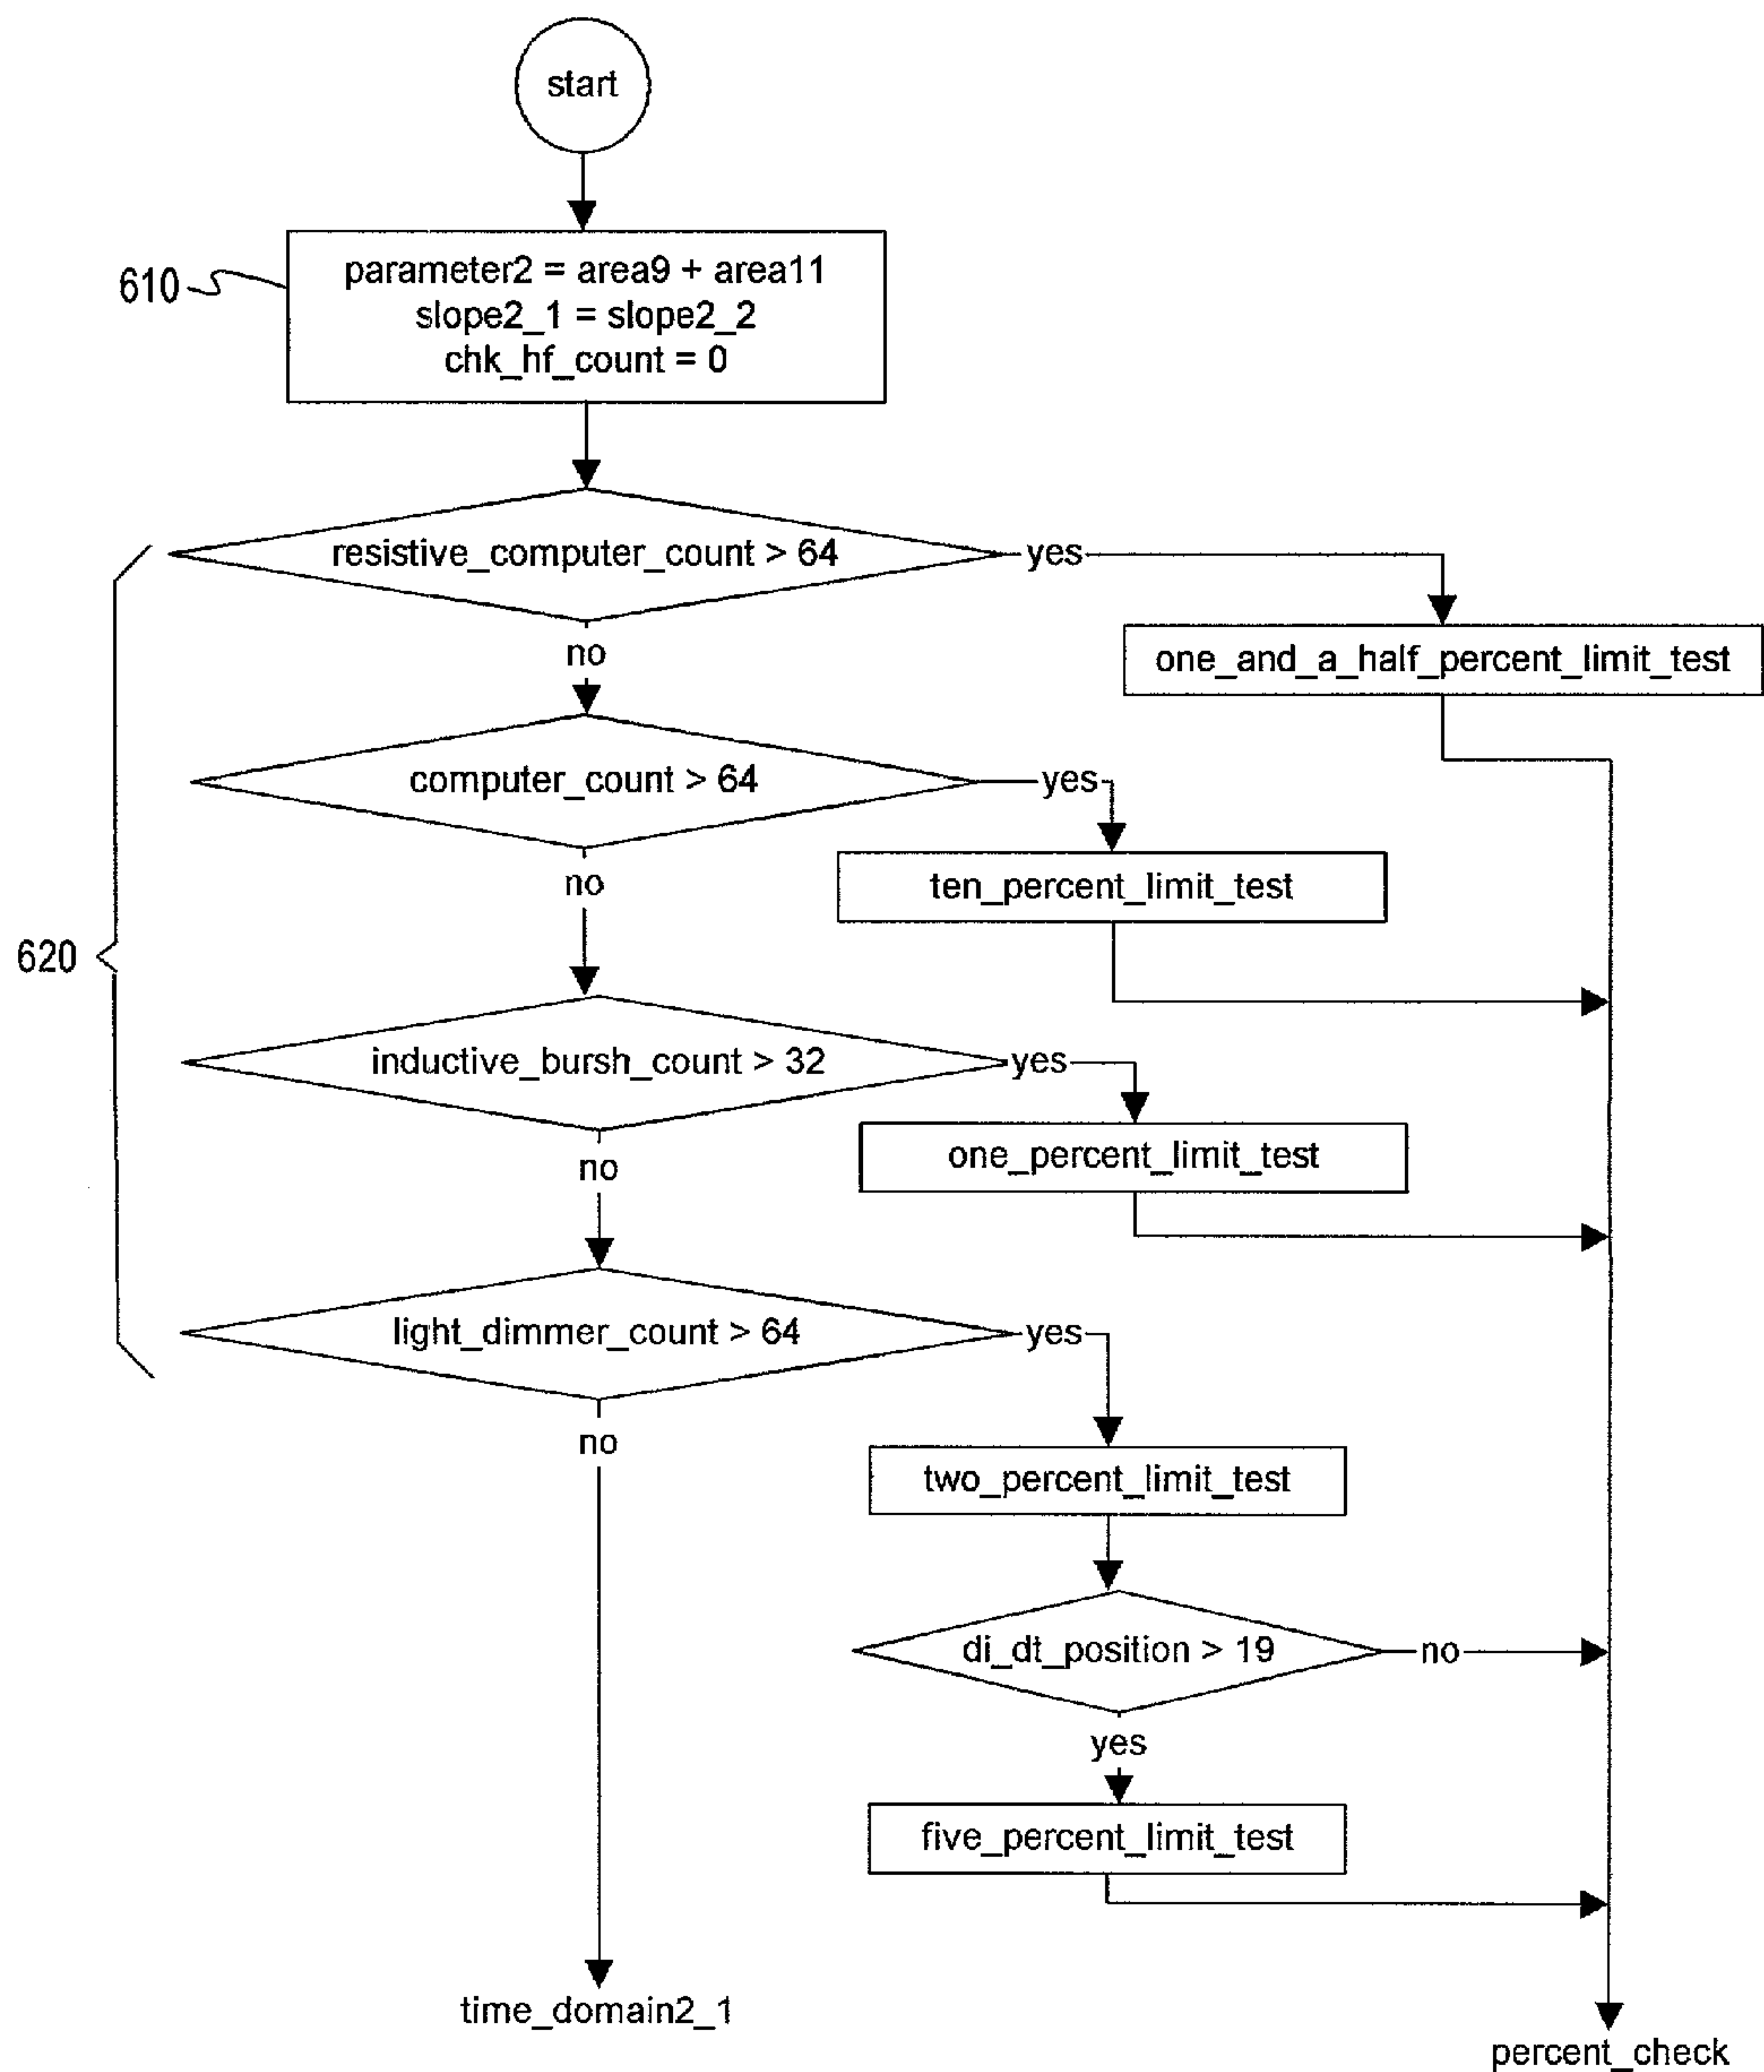 start
610
parameter2 = area9 + area11
slope2_1 = slope2_2
chk_hf_count = 0
resistive_computer_count > 64
yes
no
one_and_a_half_percent_limit_test
computer_count > 64
yes
no
ten_percent_limit_test
620
inductive_bursh_count > 32
yes
no
one_percent_limit_test
light_dimmer_count > 64
yes
no
two_percent_limit_test
di_dt_position > 19
no
yes
five_percent_limit_test
time_domain2_1
percent_check